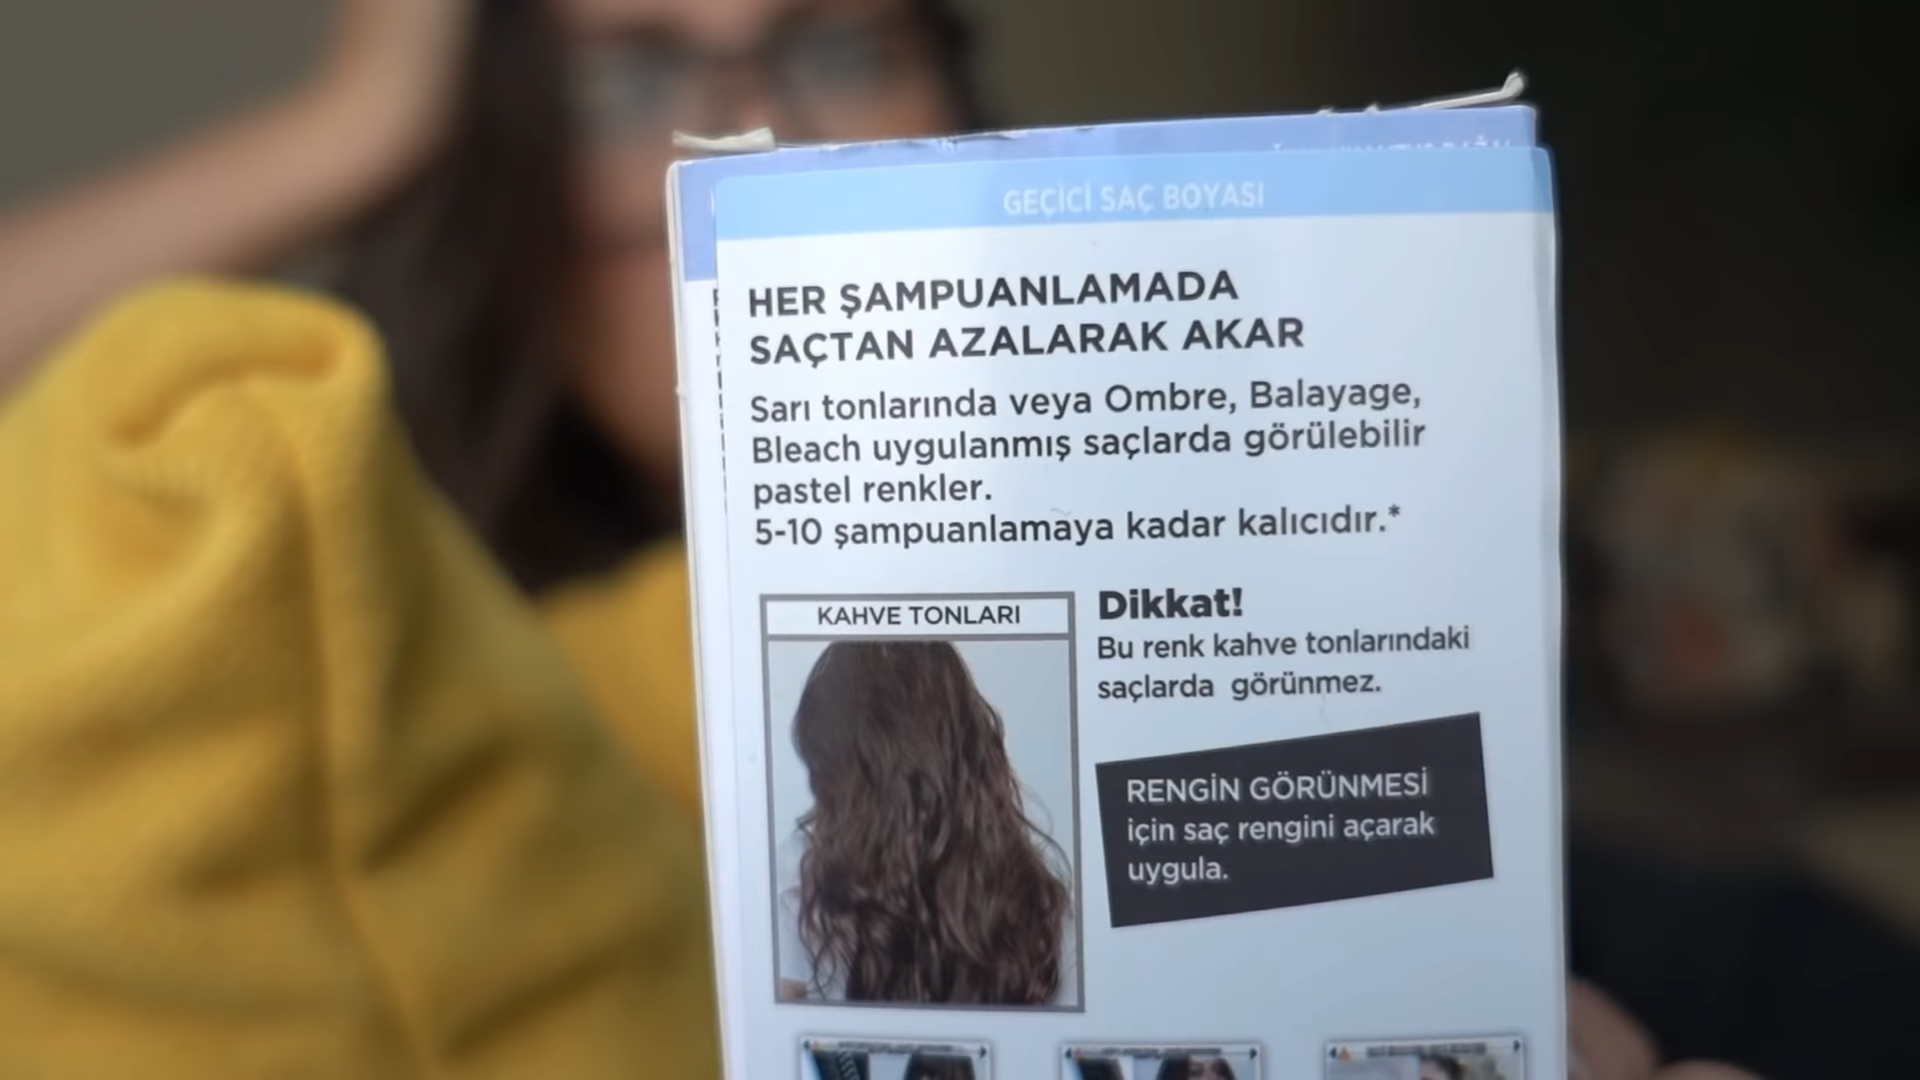 GEÇİCİ SAÇ BOYASI
HER ŞAMPUANLAMADA
SAÇTAN AZALARAK AKAR
Sarı tonlarında veya Ombre, Balayage,
Bleach uygulanmış saçlarda görülebilir
pastel renkler.
5-10 şampuanlamaya kadar kalıcıdır.*
KAHVE TONLARI
Dikkat!
Bu renk kahve tonlarındaki
saçlarda görünmez.
RENGİN GÖRÜNMESİ
için saç rengini açarak
uygula.